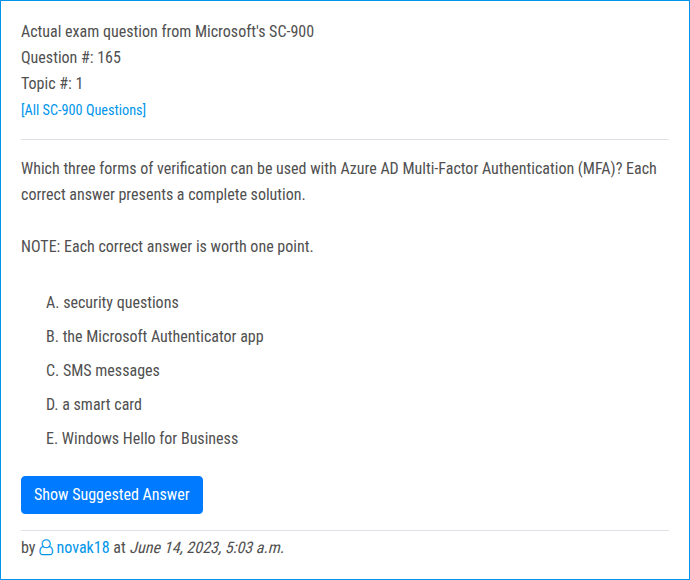 Actual exam question from Microsoft's SC-900
Question #: 165
Topic #: 1
[All SC-900 Questions]
Which three forms of verification can be used with Azure AD Multi-Factor Authentication (MFA)? Each
correct answer presents a complete solution.
NOTE: Each correct answer is worth one point.
A. security questions
B. the Microsoft Authenticator app
C. SMS messages
D. a smart card
E. Windows Hello for Business
Show Suggested Answer
by novak18 at June 14, 2023, 5:03 a.m.